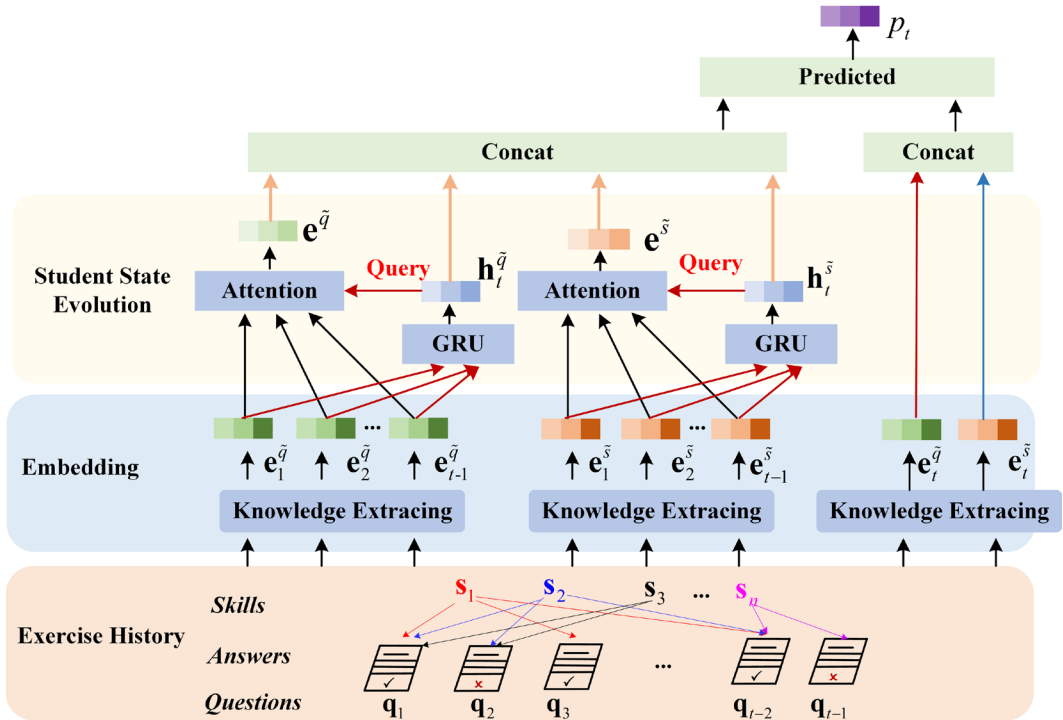 p_t
Predicted
Concat
Concat
e^q̃
e^s̃
Student State
Evolution
Query
h_t^q̃
Query
h_t^s̃
Attention
Attention
GRU
GRU
...
...
Embedding
e_1^q̃ e_2^q̃ e_{t-1}^q̃
e_1^s̃ e_2^s̃ e_{t-1}^s̃
e_t^q̃ e_t^s̃
Knowledge Extracing
Knowledge Extracing
Knowledge Extracing
Exercise History
Skills
s_1 s_2 s_3 ... s_n
Answers
✓ × ✓ ... ✓ ×
Questions
q_1 q_2 q_3 q_{t-2} q_{t-1}